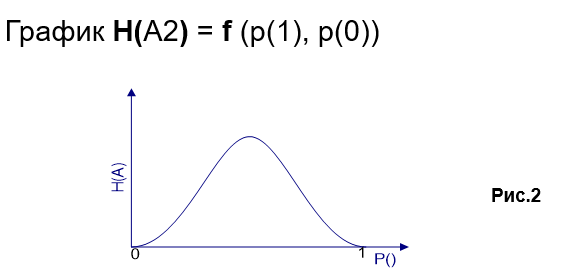 График H(A2) = f (p(1), p(0))
H(A)
Рис.2
0
1
P()